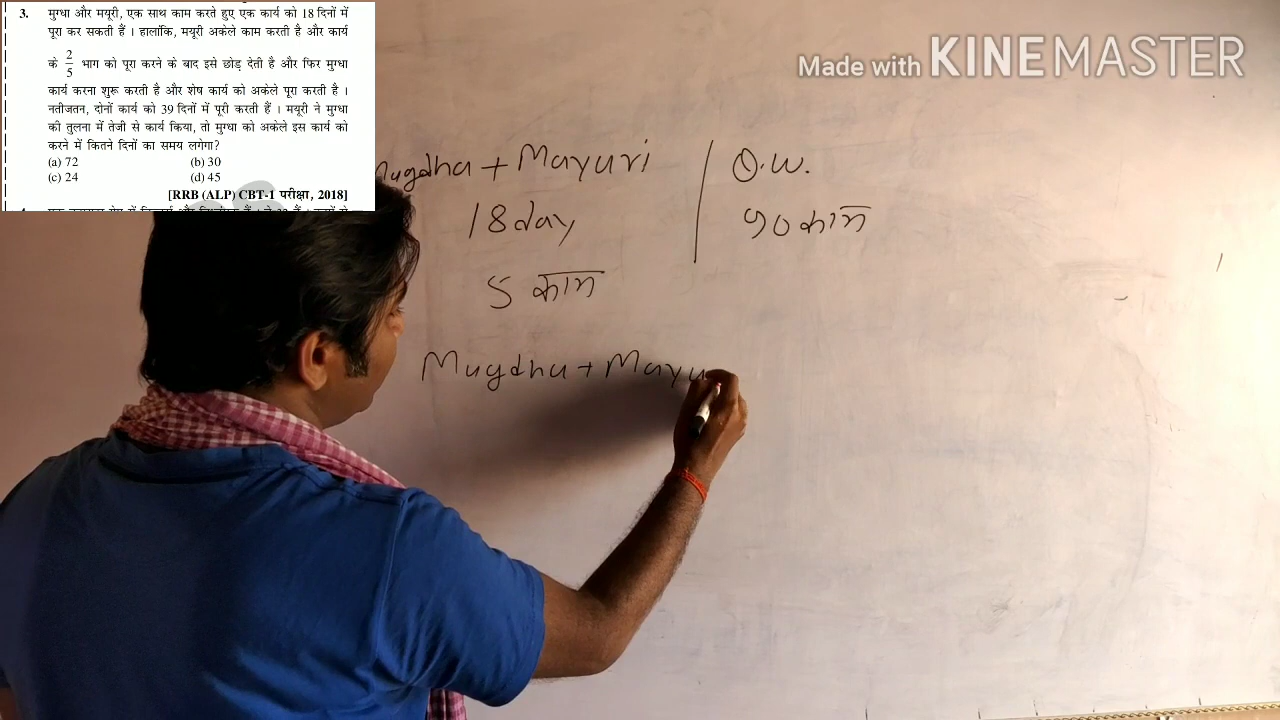 3. मुग्धा और मयूरी, एक साथ काम करते हुए एक कार्य को 18 दिनों में
पूरा कर सकती हैं । हालांकि, मयूरी अकेले काम करती है और कार्य
के 2/5 भाग को पूरा करने के बाद इसे छोड़ देती है और फिर मुग्धा
कार्य करना शुरू करती है और शेष कार्य को अकेले पूरा करती है ।
नतीजतन, दोनों कार्य को 39 दिनों में पूरी करती हैं । मयूरी ने मुग्धा
की तुलना में तेजी से कार्य किया, तो मुग्धा को अकेले इस कार्य को
करने में कितने दिनों का समय लगेगा?
(a) 72 (b) 30
(c) 24 (d) 45
[RRB (ALP) CBT-1 परीक्षा, 2018]
Made with KINEMASTER
Mugdha + Mayuri
18 day 90 काम
5 काम
Mugdha + Mayu